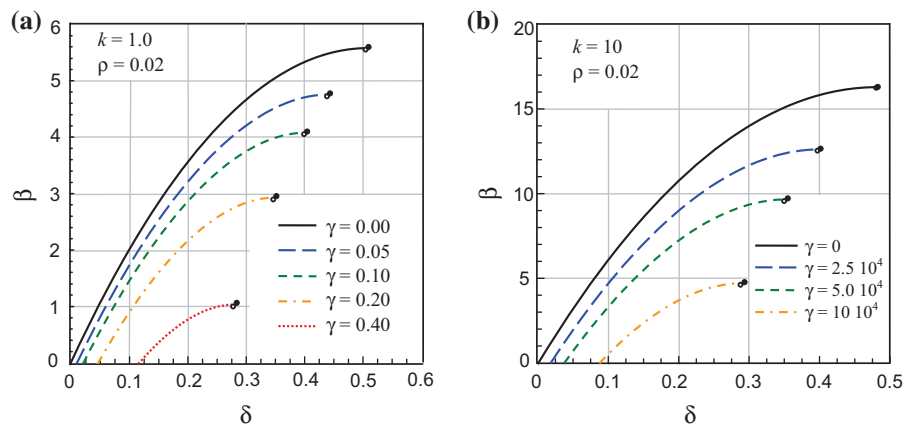 (a)
k = 1.0
ρ = 0.02
6
5
4
3
2
1
0
β
0 0.1 0.2 0.3 0.4 0.5 0.6
δ
γ = 0.00
γ = 0.05
γ = 0.10
γ = 0.20
γ = 0.40
(b)
k = 10
ρ = 0.02
20
15
10
5
0
β
0 0.1 0.2 0.3 0.4 0.5
δ
γ = 0
γ = 2.5 10⁴
γ = 5.0 10⁴
γ = 10 10⁴